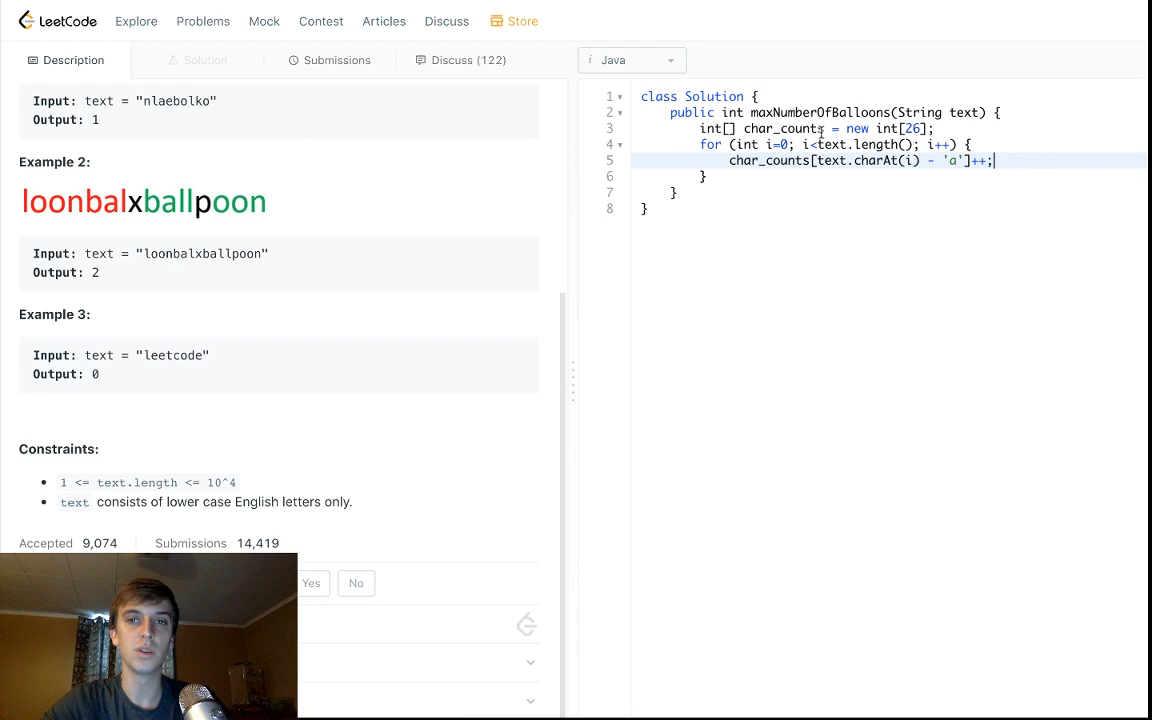 LeetCode Explore Problems Mock Contest Articles Discuss Store
Description Solution Submissions Discuss (122)
i Java
Input: text = "nlaebolko"
Output: 1
Example 2:
loonbalxballpoon
Input: text = "loonbalxballpoon"
Output: 2
Example 3:
Input: text = "leetcode"
Output: 0
Constraints:
1 <= text.length <= 10^4
text consists of lower case English letters only.
Accepted 9,074 Submissions 14,419
Yes No
1 class Solution {
2 public int maxNumberOfBalloons(String text) {
3 int[] char_counts = new int[26];
4 for (int i=0; i<text.length(); i++) {
5 char_counts[text.charAt(i) - 'a']++;
6 }
7 }
8 }